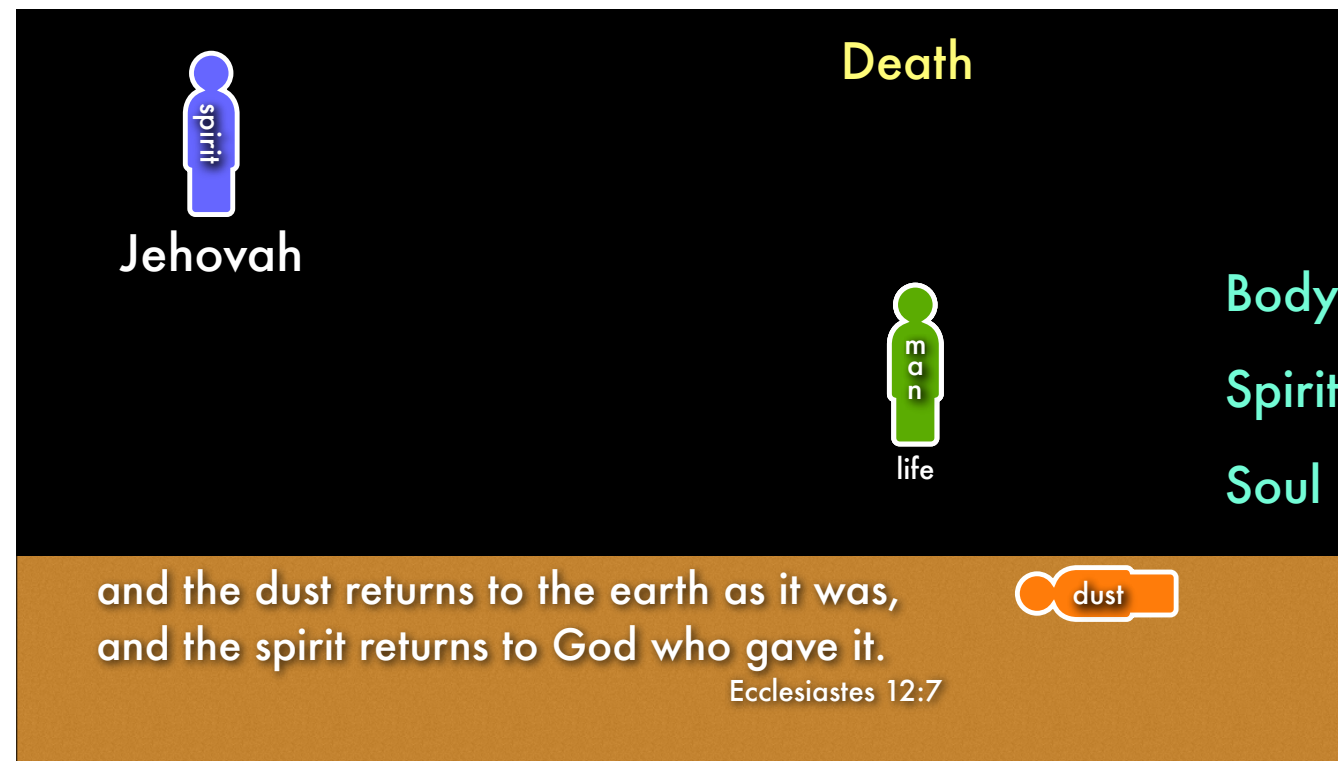 Death
spirit
Jehovah
man
life
Body
Spirit
Soul
and the dust returns to the earth as it was,
and the spirit returns to God who gave it.
Ecclesiastes 12:7
dust